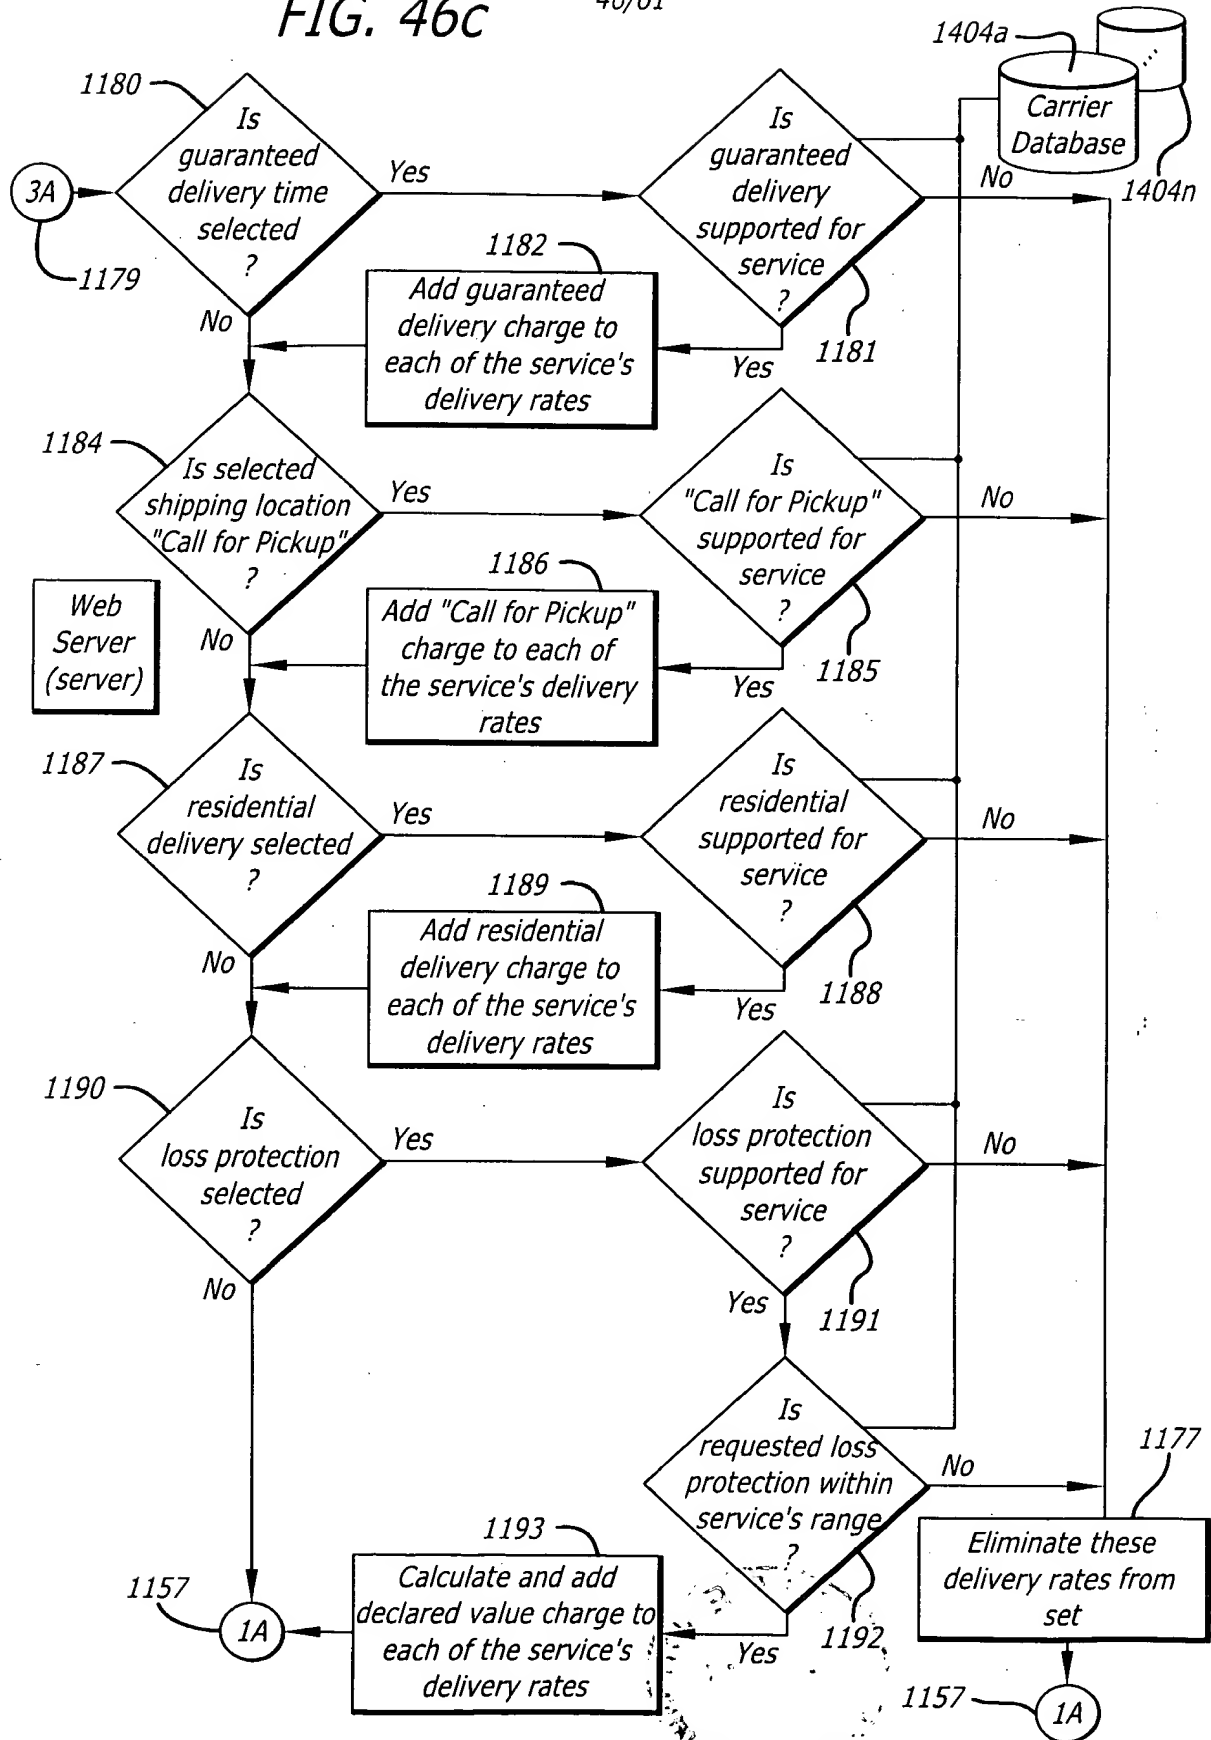 FIG. 46c
46/61
1404a
Carrier
Database
...
1404n
1180
Is
guaranteed
delivery time
selected
?
3A
1179
Yes
No
Is
guaranteed
delivery
supported for
service
?
No
Yes
1181
1182
Add guaranteed
delivery charge to
each of the service's
delivery rates
1184
Is selected
shipping location
"Call for Pickup"
?
Yes
No
Is
"Call for Pickup"
supported for
service
?
No
Yes
1185
1186
Add "Call for Pickup"
charge to each of
the service's delivery
rates
Web
Server
(server)
1187
Is
residential
delivery selected
?
Yes
No
Is
residential
supported for
service
?
No
Yes
1188
1189
Add residential
delivery charge to
each of the service's
delivery rates
1190
Is
loss protection
selected
?
Yes
No
Is
loss protection
supported for
service
?
No
Yes
1191
Is
requested loss
protection within
service's range
?
No
Yes
1192
1193
Calculate and add
declared value charge to
each of the service's
delivery rates
1157
1A
1177
Eliminate these
delivery rates from
set
1157
1A